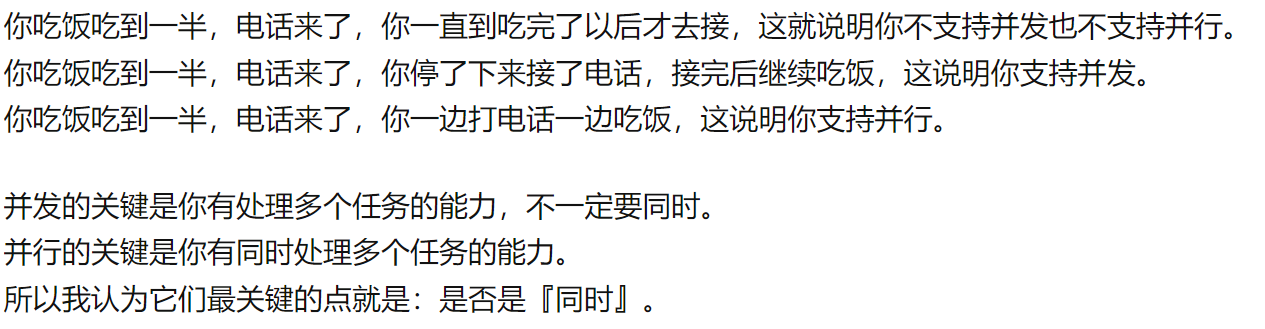 你吃饭吃到一半，电话来了，你一直到吃完了以后才去接，这就说明你不支持并发也不支持并行。
你吃饭吃到一半，电话来了，你停了下来接了电话，接完后继续吃饭，这说明你支持并发。
你吃饭吃到一半，电话来了，你一边打电话一边吃饭，这说明你支持并行。
并发的关键是你有处理多个任务的能力，不一定要同时。
并行的关键是你有同时处理多个任务的能力。
所以我认为它们最关键的点就是：是否是『同时』。